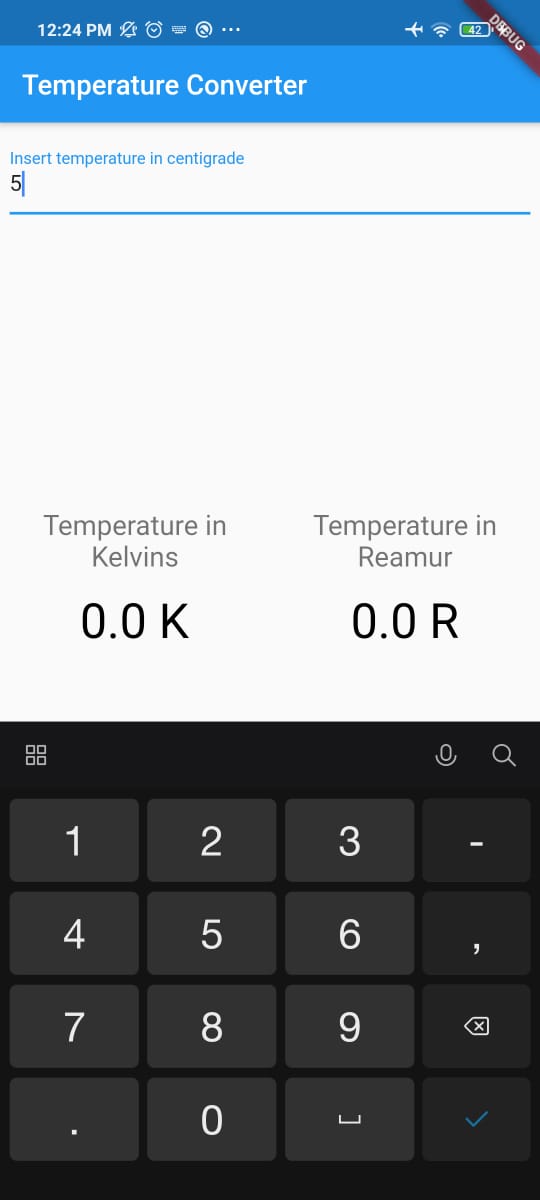 12:24 PM ... 42
DEBUG
Temperature Converter
Insert temperature in centigrade
5
Temperature in
Kelvins
Temperature in
Reamur
0.0 K
0.0 R
1 2 3 -
4 5 6 ,
7 8 9
. 0